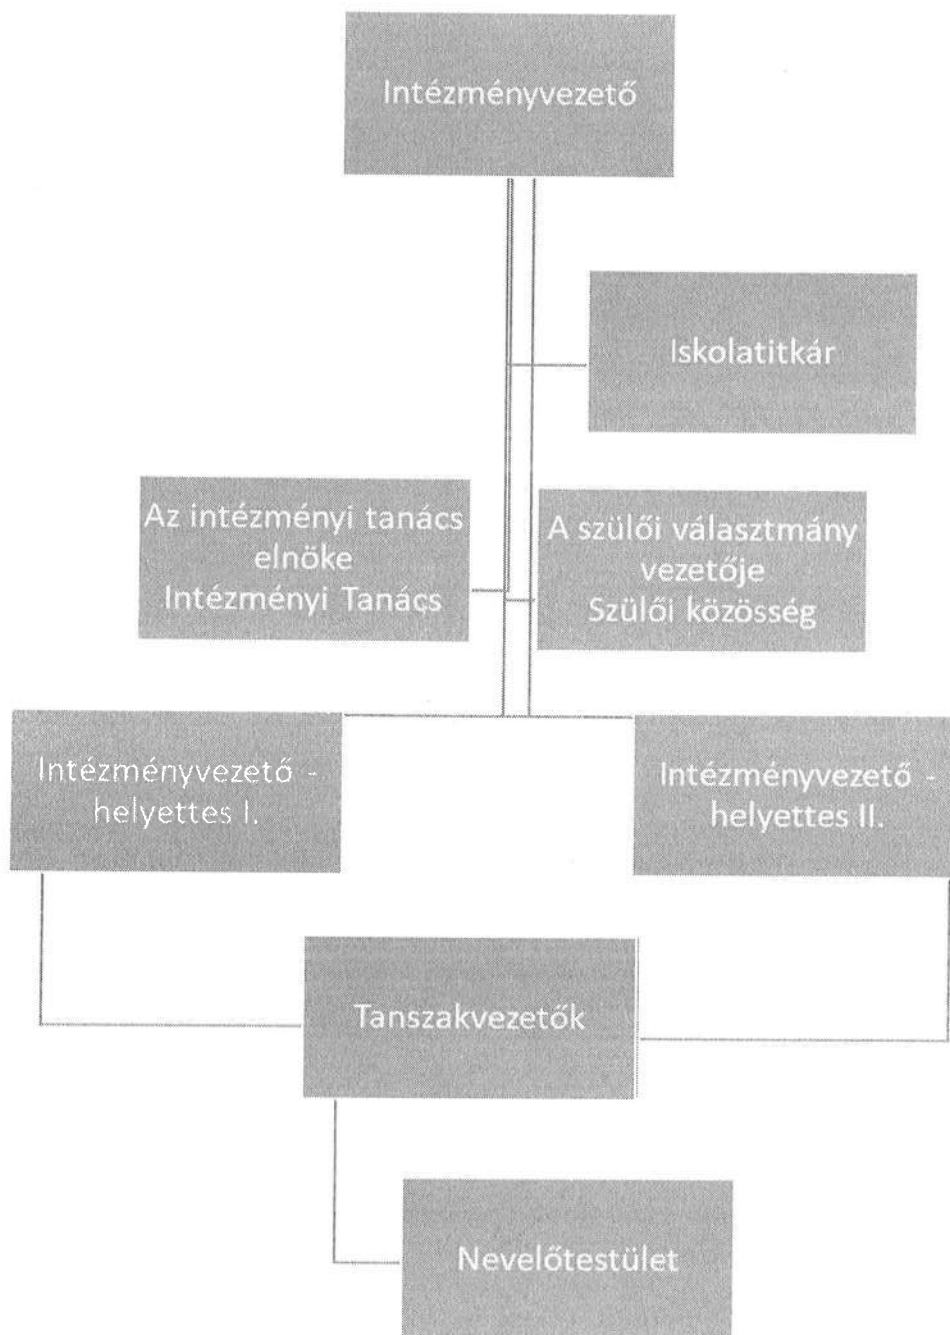 Intézményvezető
Iskolatitkár
Az intézményi tanács
elnöke
Intézményi Tanács
A szülői választmány
vezetője
Szülői közösség
Intézményvezető -
helyettes I.
Intézményvezető -
helyettes II.
Tanszakvezetők
Nevelőtestület